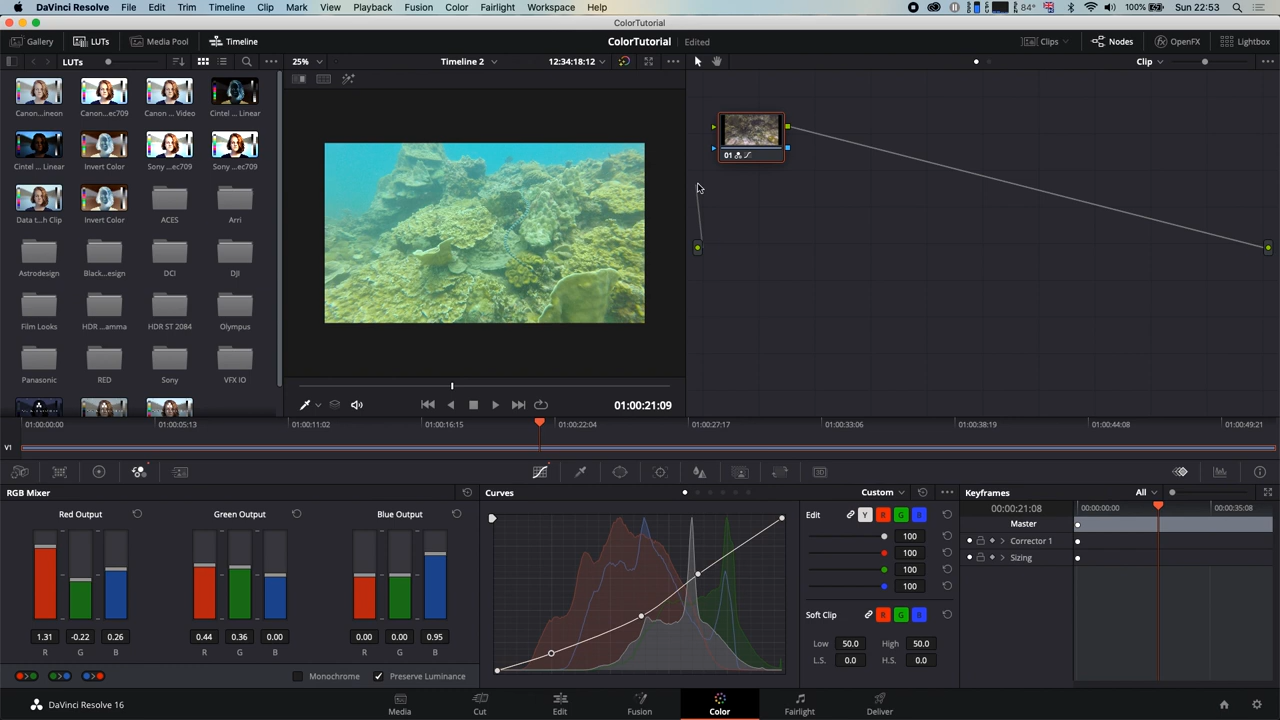 DaVinci Resolve File Edit Trim Timeline Clip Mark View Playback Fusion Color Fairlight Workspace Help 84° 100% Sun 22:53
ColorTutorial
Gallery LUTs Media Pool Timeline ColorTutorial Edited Clips Nodes OpenFX Lightbox
LUTs 25% Timeline 2 12:34:18:12 Clip
Canon...ineon Canon...ec709 Canon ... Video Cintel ... Linear
01
Cintel ... Linear Invert Color Sony ...ec709 Sony ...ec709
Data t...h Clip Invert Color ACES Arri
Astrodesign Black...esign DCI DJI
Film Looks HDR ...amma HDR ST 2084 Olympus
Panasonic RED Sony VFX IO
01:00:21:09
01:00:00:00 01:00:05:13 01:00:11:02 01:00:16:15 01:00:22:04 01:00:27:17 01:00:33:06 01:00:38:19 01:00:44:08 01:00:49:21
V1
3D
RGB Mixer Curves Custom Keyframes All
Red Output Green Output Blue Output Edit Y R G B 00:00:21:08 00:00:00:00 00:00:35:08
Master
100 Corrector 1
100 Sizing
100
100
Soft Clip R G B
1.31 -0.22 0.26 0.44 0.36 0.00 0.00 0.00 0.95 Low 50.0 High 50.0
R G B R G B R G B L.S. 0.0 H.S. 0.0
Monochrome Preserve Luminance
DaVinci Resolve 16 Media Cut Edit Fusion Color Fairlight Deliver